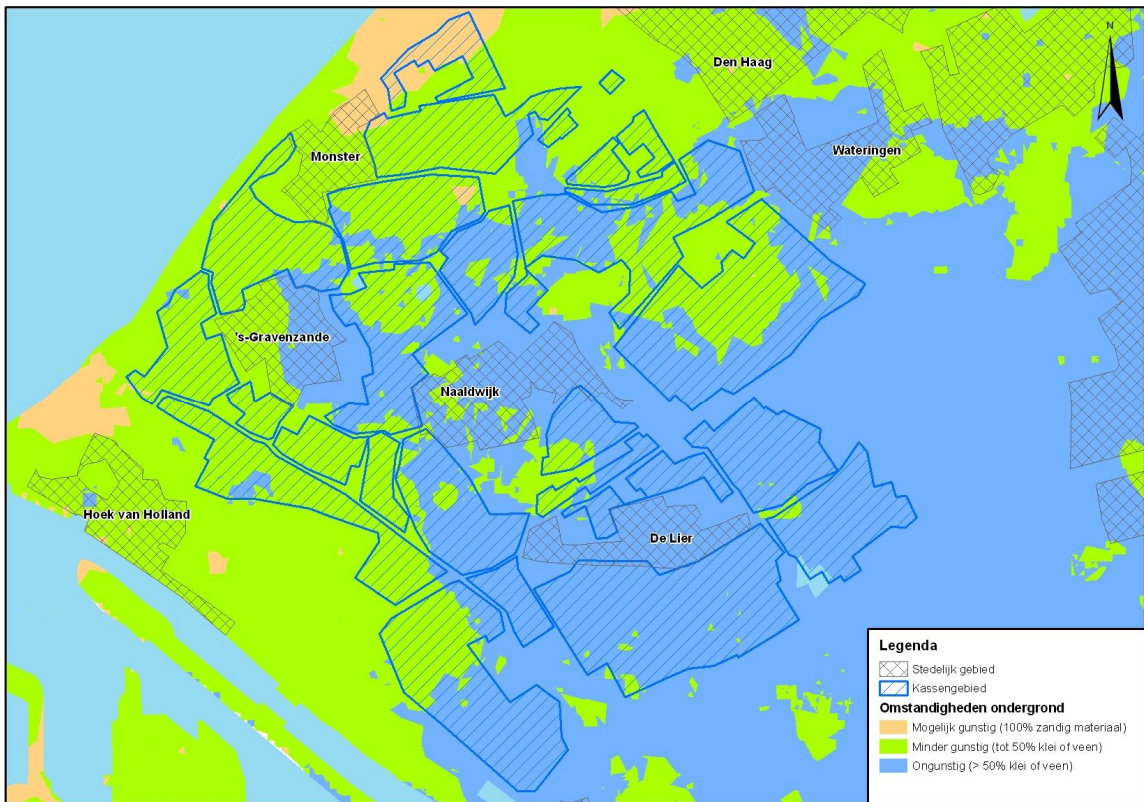 N
Den Haag
Monster
Wateringen
's-Gravenzande
Naaldwijk
Hoek van Holland
De Lier
Legenda
Stedelijk gebied
Kassengebied
Omstandigheden ondergrond
Mogelijk gunstig (100% zandig materiaal)
Minder gunstig (tot 50% klei of veen)
Ongunstig (> 50% klei of veen)